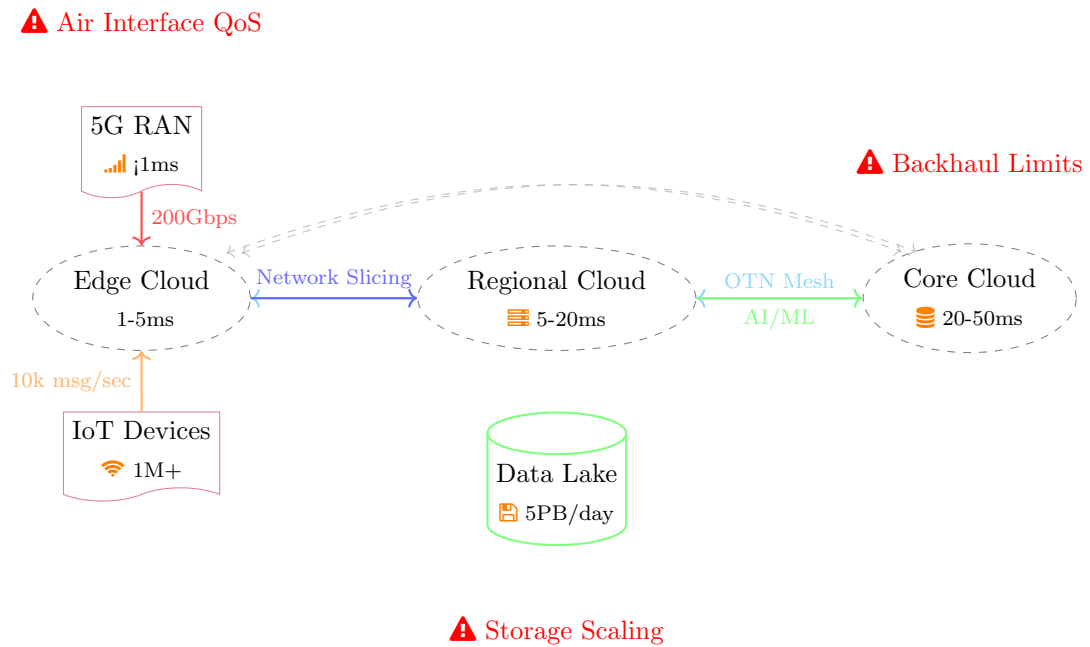 Air Interface QoS
5G RAN
¡1ms
Backhaul Limits
200Gbps
Edge Cloud
1-5ms
Network Slicing
Regional Cloud
5-20ms
OTN Mesh
AI/ML
Core Cloud
20-50ms
10k msg/sec
IoT Devices
1M+
Data Lake
5PB/day
Storage Scaling